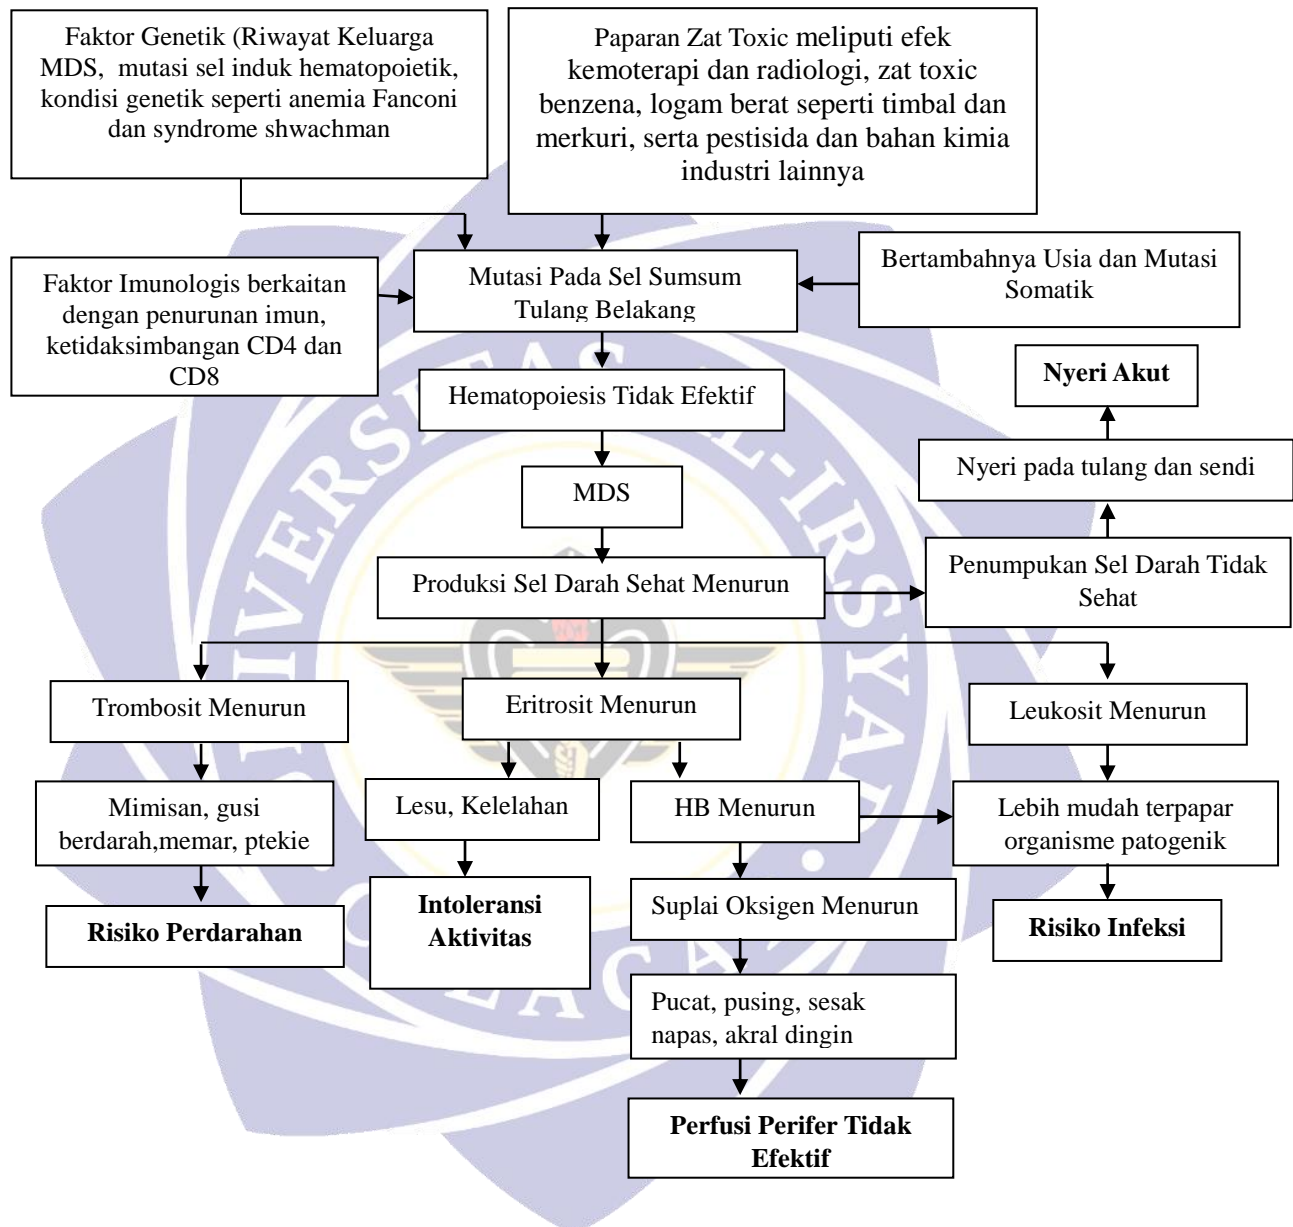 Faktor Genetik (Riwayat Keluarga
MDS, mutasi sel induk hematopoietik,
kondisi genetik seperti anemia Fanconi
dan syndrome shwachman
Paparan Zat Toxic meliputi efek
kemoterapi dan radiologi, zat toxic
benzena, logam berat seperti timbal dan
merkuri, serta pestisida dan bahan kimia
industri lainnya
Faktor Imunologis berkaitan
dengan penurunan imun,
ketidaksimbangan CD4 dan
CD8
Mutasi Pada Sel Sumsum
Tulang Belakang
Bertambahnya Usia dan Mutasi
Somatik
Hematopoiesis Tidak Efektif
Nyeri Akut
Nyeri pada tulang dan sendi
MDS
Produksi Sel Darah Sehat Menurun
Penumpukan Sel Darah Tidak
Sehat
Trombosit Menurun
Eritrosit Menurun
Leukosit Menurun
Mimisan, gusi
berdarah,memar, ptekie
Lesu, Kelelahan
HB Menurun
Lebih mudah terpapar
organisme patogenik
Risiko Perdarahan
Intoleransi
Aktivitas
Suplai Oksigen Menurun
Risiko Infeksi
Pucat, pusing, sesak
napas, akral dingin
Perfusi Perifer Tidak
Efektif
UNIVERSITAS AL-IRSYAD